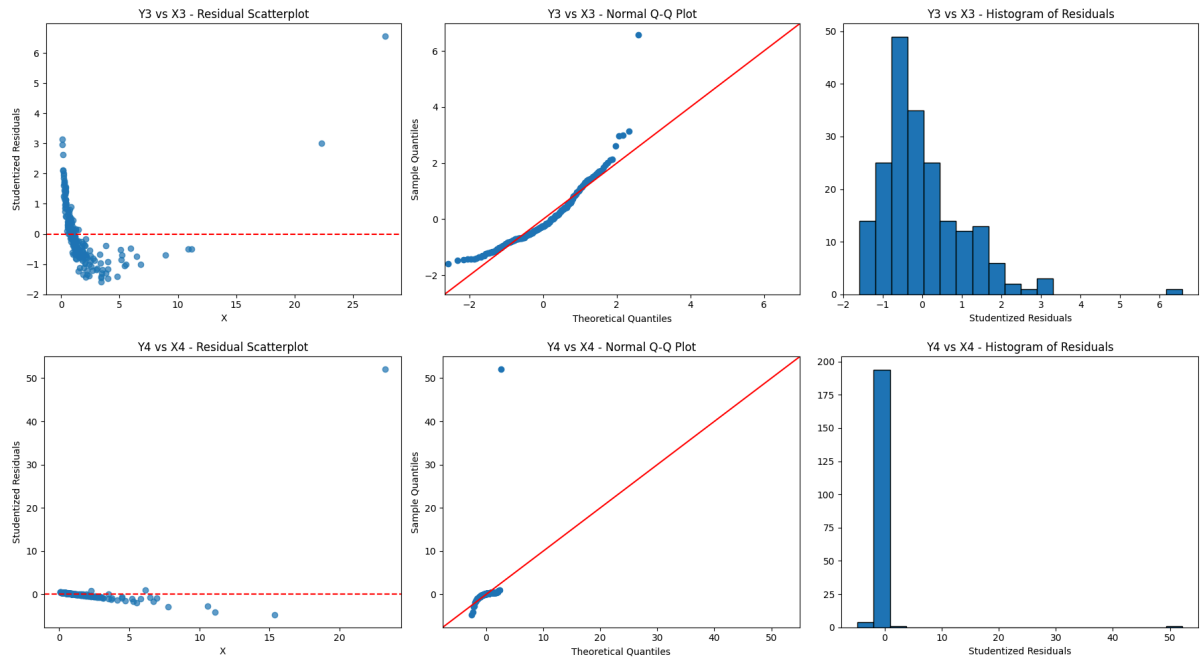 Y3 vs X3 - Residual Scatterplot
Studentized Residuals
6
5
4
3
2
1
0
−1
−2
0 5 10 15 20 25
X
Y3 vs X3 - Normal Q-Q Plot
Sample Quantiles
6
4
2
0
−2
−2 0 2 4 6
Theoretical Quantiles
Y3 vs X3 - Histogram of Residuals
50
40
30
20
10
0
−2 −1 0 1 2 3 4 5 6
Studentized Residuals
Y4 vs X4 - Residual Scatterplot
Studentized Residuals
50
40
30
20
10
0
0 5 10 15 20
X
Y4 vs X4 - Normal Q-Q Plot
Sample Quantiles
50
40
30
20
10
0
0 10 20 30 40 50
Theoretical Quantiles
Y4 vs X4 - Histogram of Residuals
200
175
150
125
100
75
50
25
0
0 10 20 30 40 50
Studentized Residuals